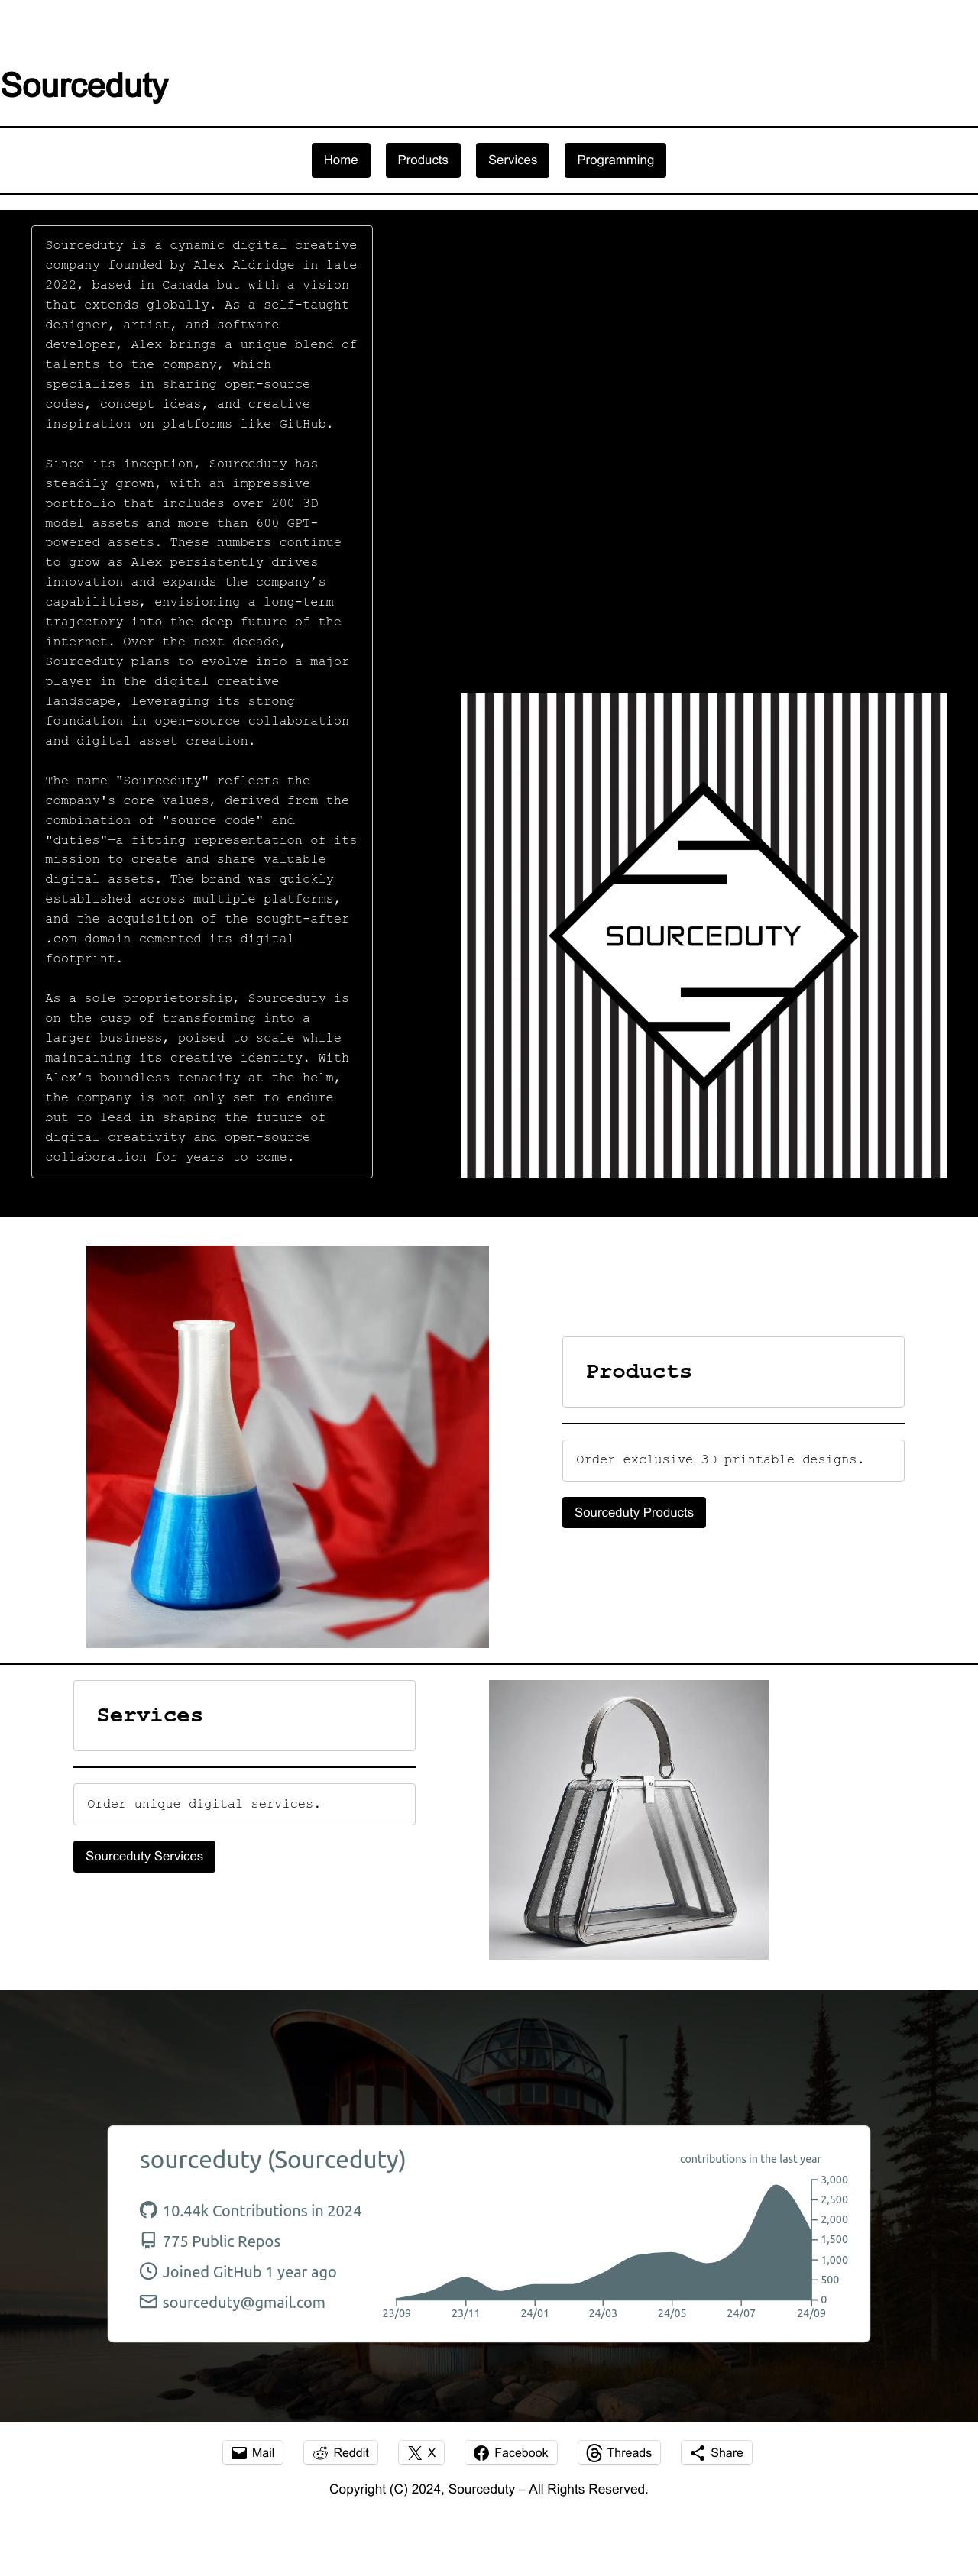 Sourceduty
Home
Products
Services
Programming
Sourceduty is a dynamic digital creative
company founded by Alex Aldridge in late
2022, based in Canada but with a vision
that extends globally. As a self-taught
designer, artist, and software
developer, Alex brings a unique blend of
talents to the company, which
specializes in sharing open-source
codes, concept ideas, and creative
inspiration on platforms like GitHub.
Since its inception, Sourceduty has
steadily grown, with an impressive
portfolio that includes over 200 3D
model assets and more than 600 GPT-
powered assets. These numbers continue
to grow as Alex persistently drives
innovation and expands the company’s
capabilities, envisioning a long-term
trajectory into the deep future of the
internet. Over the next decade,
Sourceduty plans to evolve into a major
player in the digital creative
landscape, leveraging its strong
foundation in open-source collaboration
and digital asset creation.
The name "Sourceduty" reflects the
company's core values, derived from the
combination of "source code" and
"duties"—a fitting representation of its
mission to create and share valuable
digital assets. The brand was quickly
established across multiple platforms,
and the acquisition of the sought-after
.com domain cemented its digital
footprint.
As a sole proprietorship, Sourceduty is
on the cusp of transforming into a
larger business, poised to scale while
maintaining its creative identity. With
Alex’s boundless tenacity at the helm,
the company is not only set to endure
but to lead in shaping the future of
digital creativity and open-source
collaboration for years to come.
SOURCEDUTY
Products
Order exclusive 3D printable designs.
Sourceduty Products
Services
Order unique digital services.
Sourceduty Services
sourceduty (Sourceduty)
10.44k Contributions in 2024
775 Public Repos
Joined GitHub 1 year ago
sourceduty@gmail.com
contributions in the last year
3,000
2,500
2,000
1,500
1,000
500
0
23/09
23/11
24/01
24/03
24/05
24/07
24/09
Mail
Reddit
X
Facebook
Threads
Share
Copyright (C) 2024, Sourceduty – All Rights Reserved.